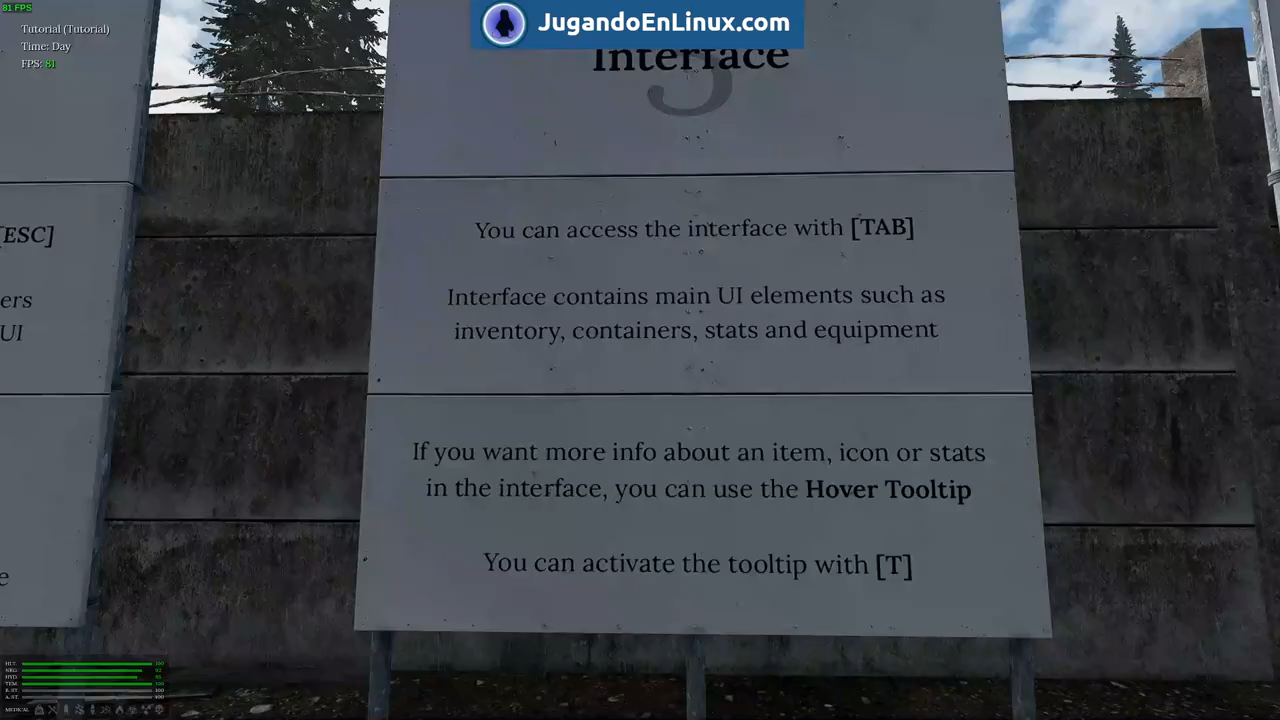 81 FPS
Tutorial (Tutorial)
Time: Day
FPS: 81
JugandoEnLinux.com
Interface
3
[ESC]
ers
UI
e
You can access the interface with [TAB]
Interface contains main UI elements such as
inventory, containers, stats and equipment
If you want more info about an item, icon or stats
in the interface, you can use the Hover Tooltip
You can activate the tooltip with [T]
MEDICAL